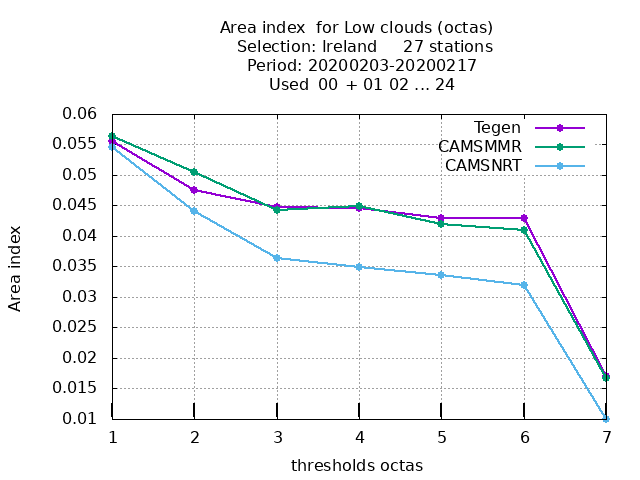 Area index  for Low clouds (octas)
Selection: Ireland     27 stations
Period: 20200203-20200217
Used  00 + 01 02 ... 24
0.06
0.055
0.05
0.045
0.04
0.035
0.03
0.025
0.02
0.015
0.01
Area index
Tegen
CAMSMMR
CAMSNRT
1 2 3 4 5 6 7
thresholds octas